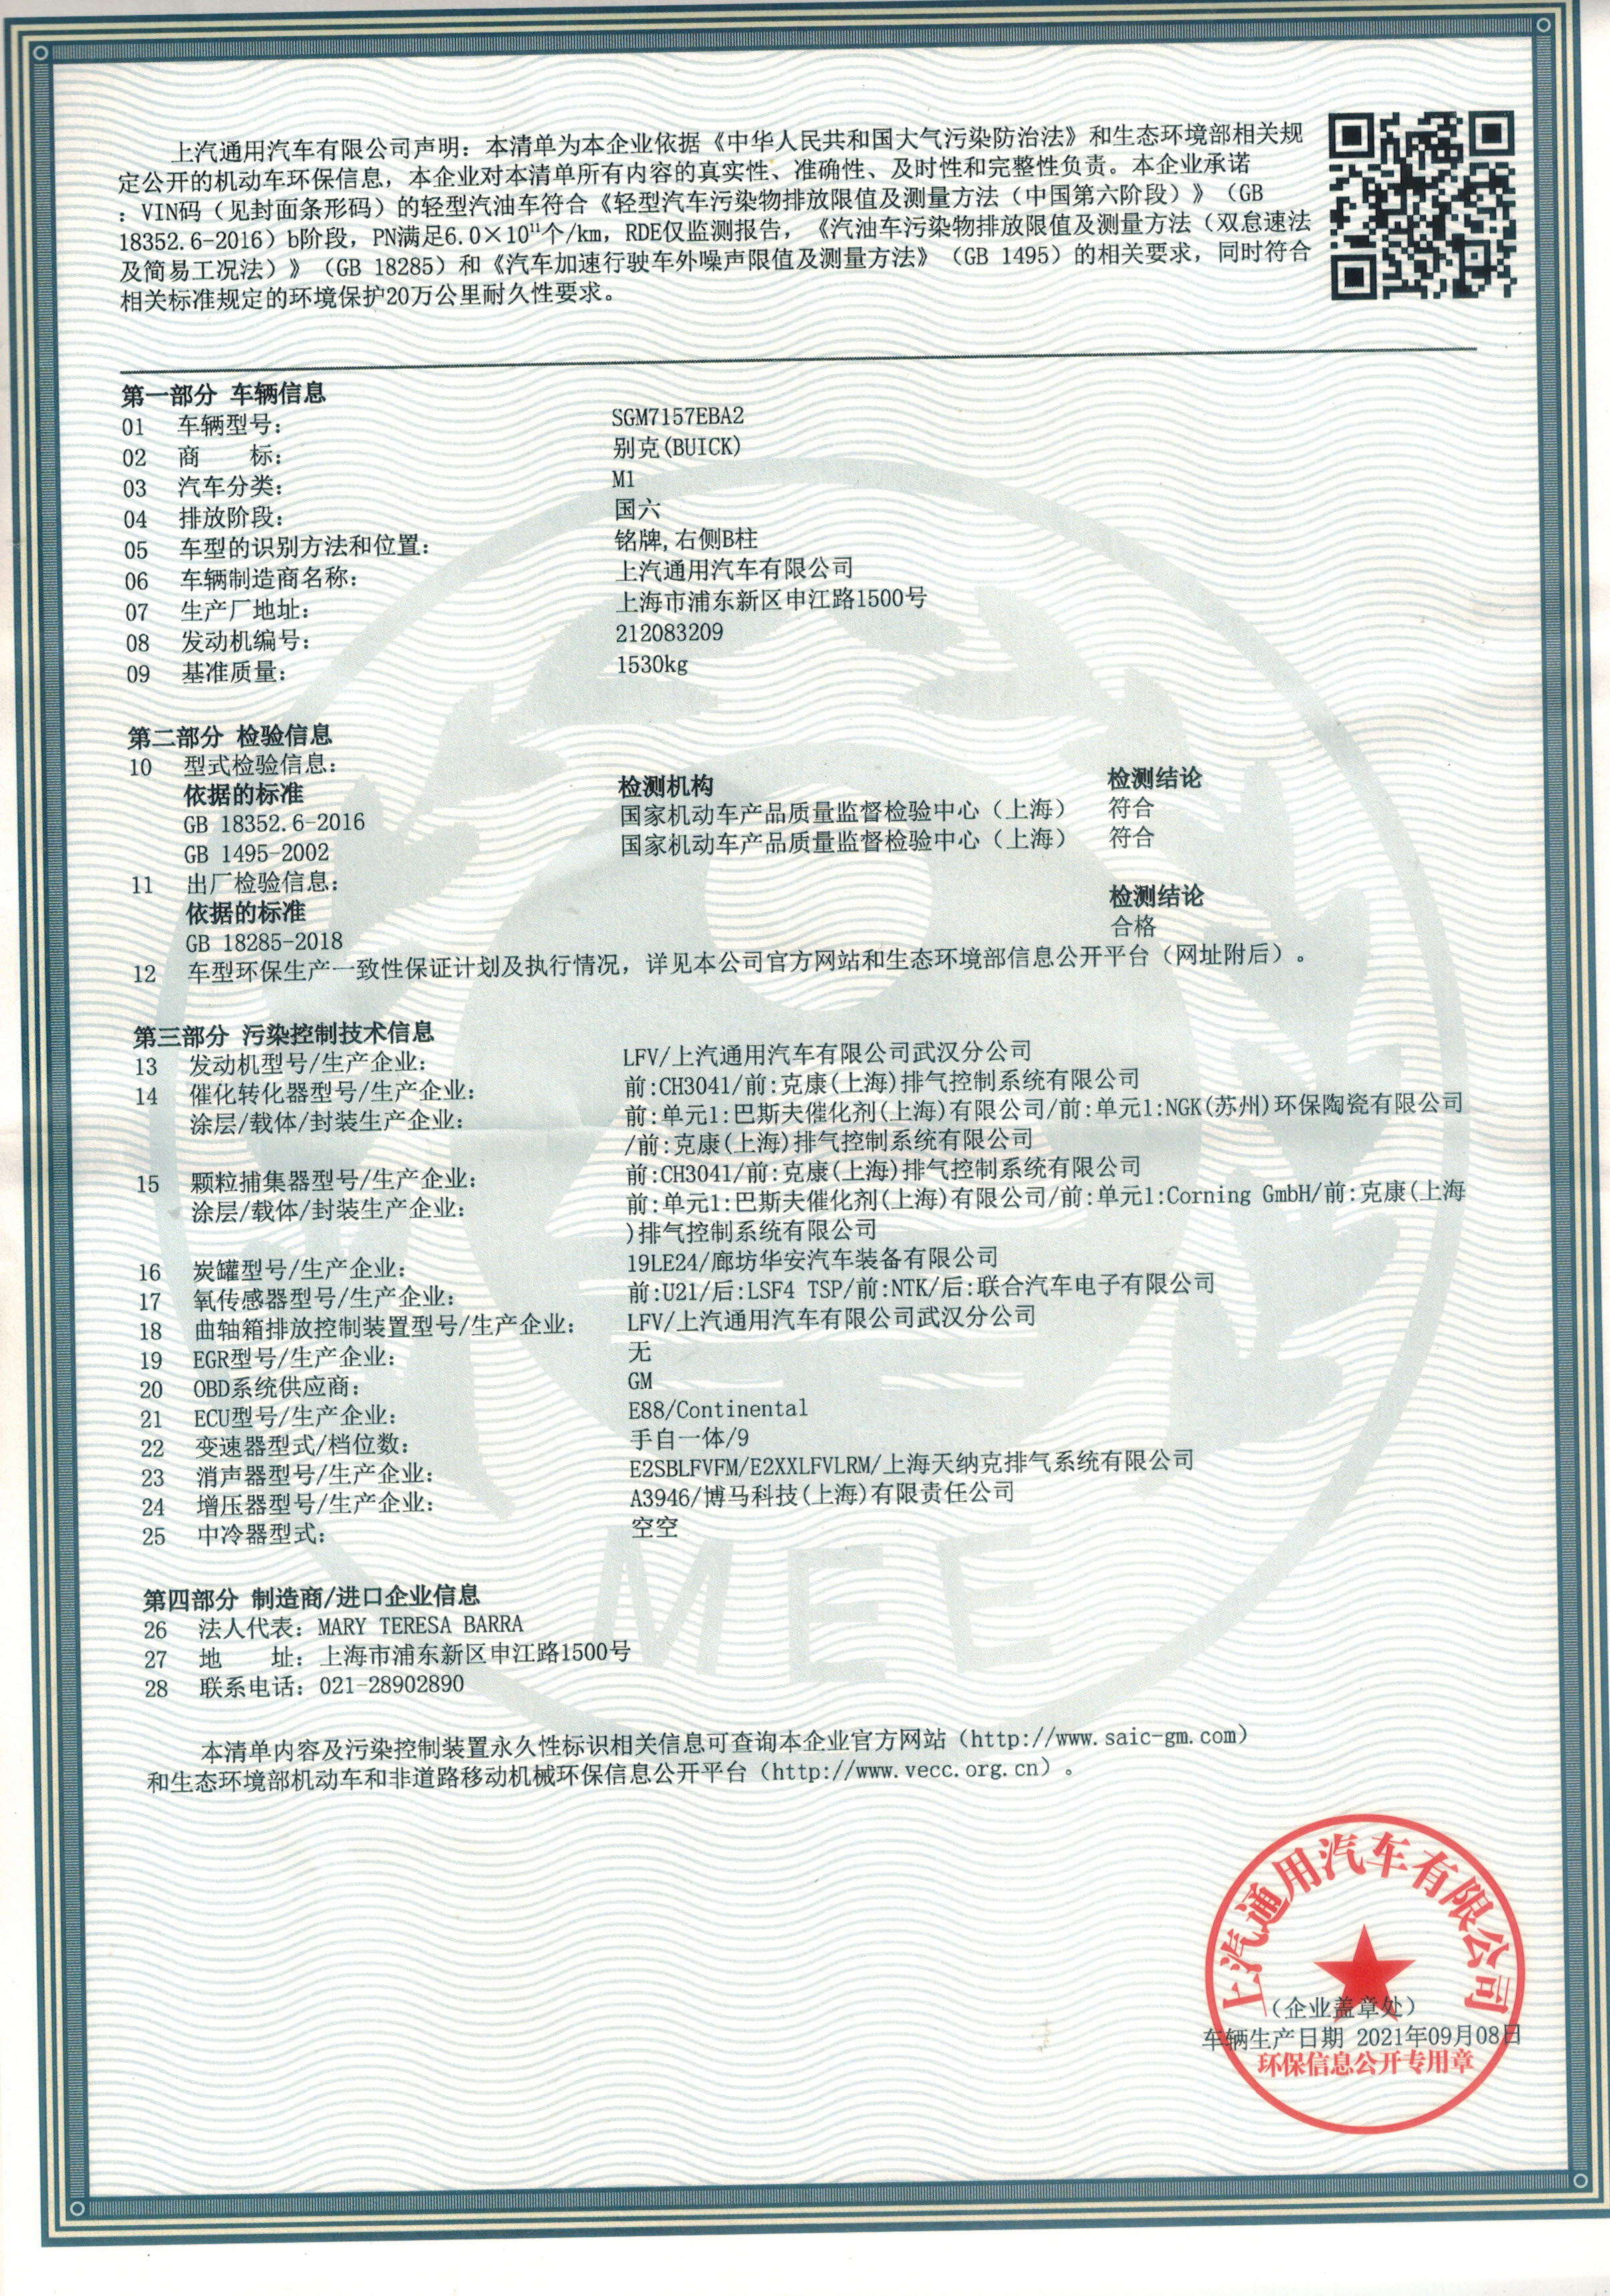 上汽通用汽车有限公司声明：本清单为本企业依据《中华人民共和国大气污染防治法》和生态环境部相关规
定公开的机动车环保信息，本企业对本清单所有内容的真实性、准确性、及时性和完整性负责。本企业承诺
：VIN码（见封面条形码）的轻型汽油车符合《轻型汽车污染物排放限值及测量方法（中国第六阶段）》（GB
18352.6-2016）b阶段，PN满足6.0×10¹¹个/km，RDE仅监测报告，《汽油车污染物排放限值及测量方法（双怠速法
及简易工况法）》（GB 18285）和《汽车加速行驶车外噪声限值及测量方法》（GB 1495）的相关要求，同时符合
相关标准规定的环境保护20万公里耐久性要求。
第一部分 车辆信息
01 车辆型号： SGM7157EBA2
02 商 标： 别克(BUICK)
03 汽车分类： M1
04 排放阶段： 国六
05 车型的识别方法和位置： 铭牌,右侧B柱
06 车辆制造商名称： 上汽通用汽车有限公司
07 生产厂地址： 上海市浦东新区申江路1500号
08 发动机编号： 212083209
09 基准质量： 1530kg
第二部分 检验信息
10 型式检验信息：
依据的标准 检测机构 检测结论
GB 18352.6-2016 国家机动车产品质量监督检验中心（上海） 符合
GB 1495-2002 国家机动车产品质量监督检验中心（上海） 符合
11 出厂检验信息：
依据的标准 检测结论
GB 18285-2018 合格
12 车型环保生产一致性保证计划及执行情况，详见本公司官方网站和生态环境部信息公开平台（网址附后）。
第三部分 污染控制技术信息
13 发动机型号/生产企业： LFV/上汽通用汽车有限公司武汉分公司
14 催化转化器型号/生产企业： 前:CH3041/前:克康(上海)排气控制系统有限公司
涂层/载体/封装生产企业： 前:单元1:巴斯夫催化剂(上海)有限公司/前:单元1:NGK(苏州)环保陶瓷有限公司
/前:克康(上海)排气控制系统有限公司
15 颗粒捕集器型号/生产企业： 前:CH3041/前:克康(上海)排气控制系统有限公司
涂层/载体/封装生产企业： 前:单元1:巴斯夫催化剂(上海)有限公司/前:单元1:Corning GmbH/前:克康(上海
)排气控制系统有限公司
16 炭罐型号/生产企业： 19LE24/廊坊华安汽车装备有限公司
17 氧传感器型号/生产企业： 前:U21/后:LSF4 TSP/前:NTK/后:联合汽车电子有限公司
18 曲轴箱排放控制装置型号/生产企业： LFV/上汽通用汽车有限公司武汉分公司
19 EGR型号/生产企业： 无
20 OBD系统供应商： GM
21 ECU型号/生产企业： E88/Continental
22 变速器型式/档位数： 手自一体/9
23 消声器型号/生产企业： E2SBLFVFM/E2XXLFVLRM/上海天纳克排气系统有限公司
24 增压器型号/生产企业： A3946/博马科技(上海)有限责任公司
25 中冷器型式： 空空
MEE
第四部分 制造商/进口企业信息
26 法人代表：MARY TERESA BARRA
27 地 址：上海市浦东新区申江路1500号
28 联系电话：021-28902890
本清单内容及污染控制装置永久性标识相关信息可查询本企业官方网站（http://www.saic-gm.com）
和生态环境部机动车和非道路移动机械环保信息公开平台（http://www.vecc.org.cn）。
上汽通用汽车有限公司
（企业盖章处）
车辆生产日期 2021年09月08日
环保信息公开专用章